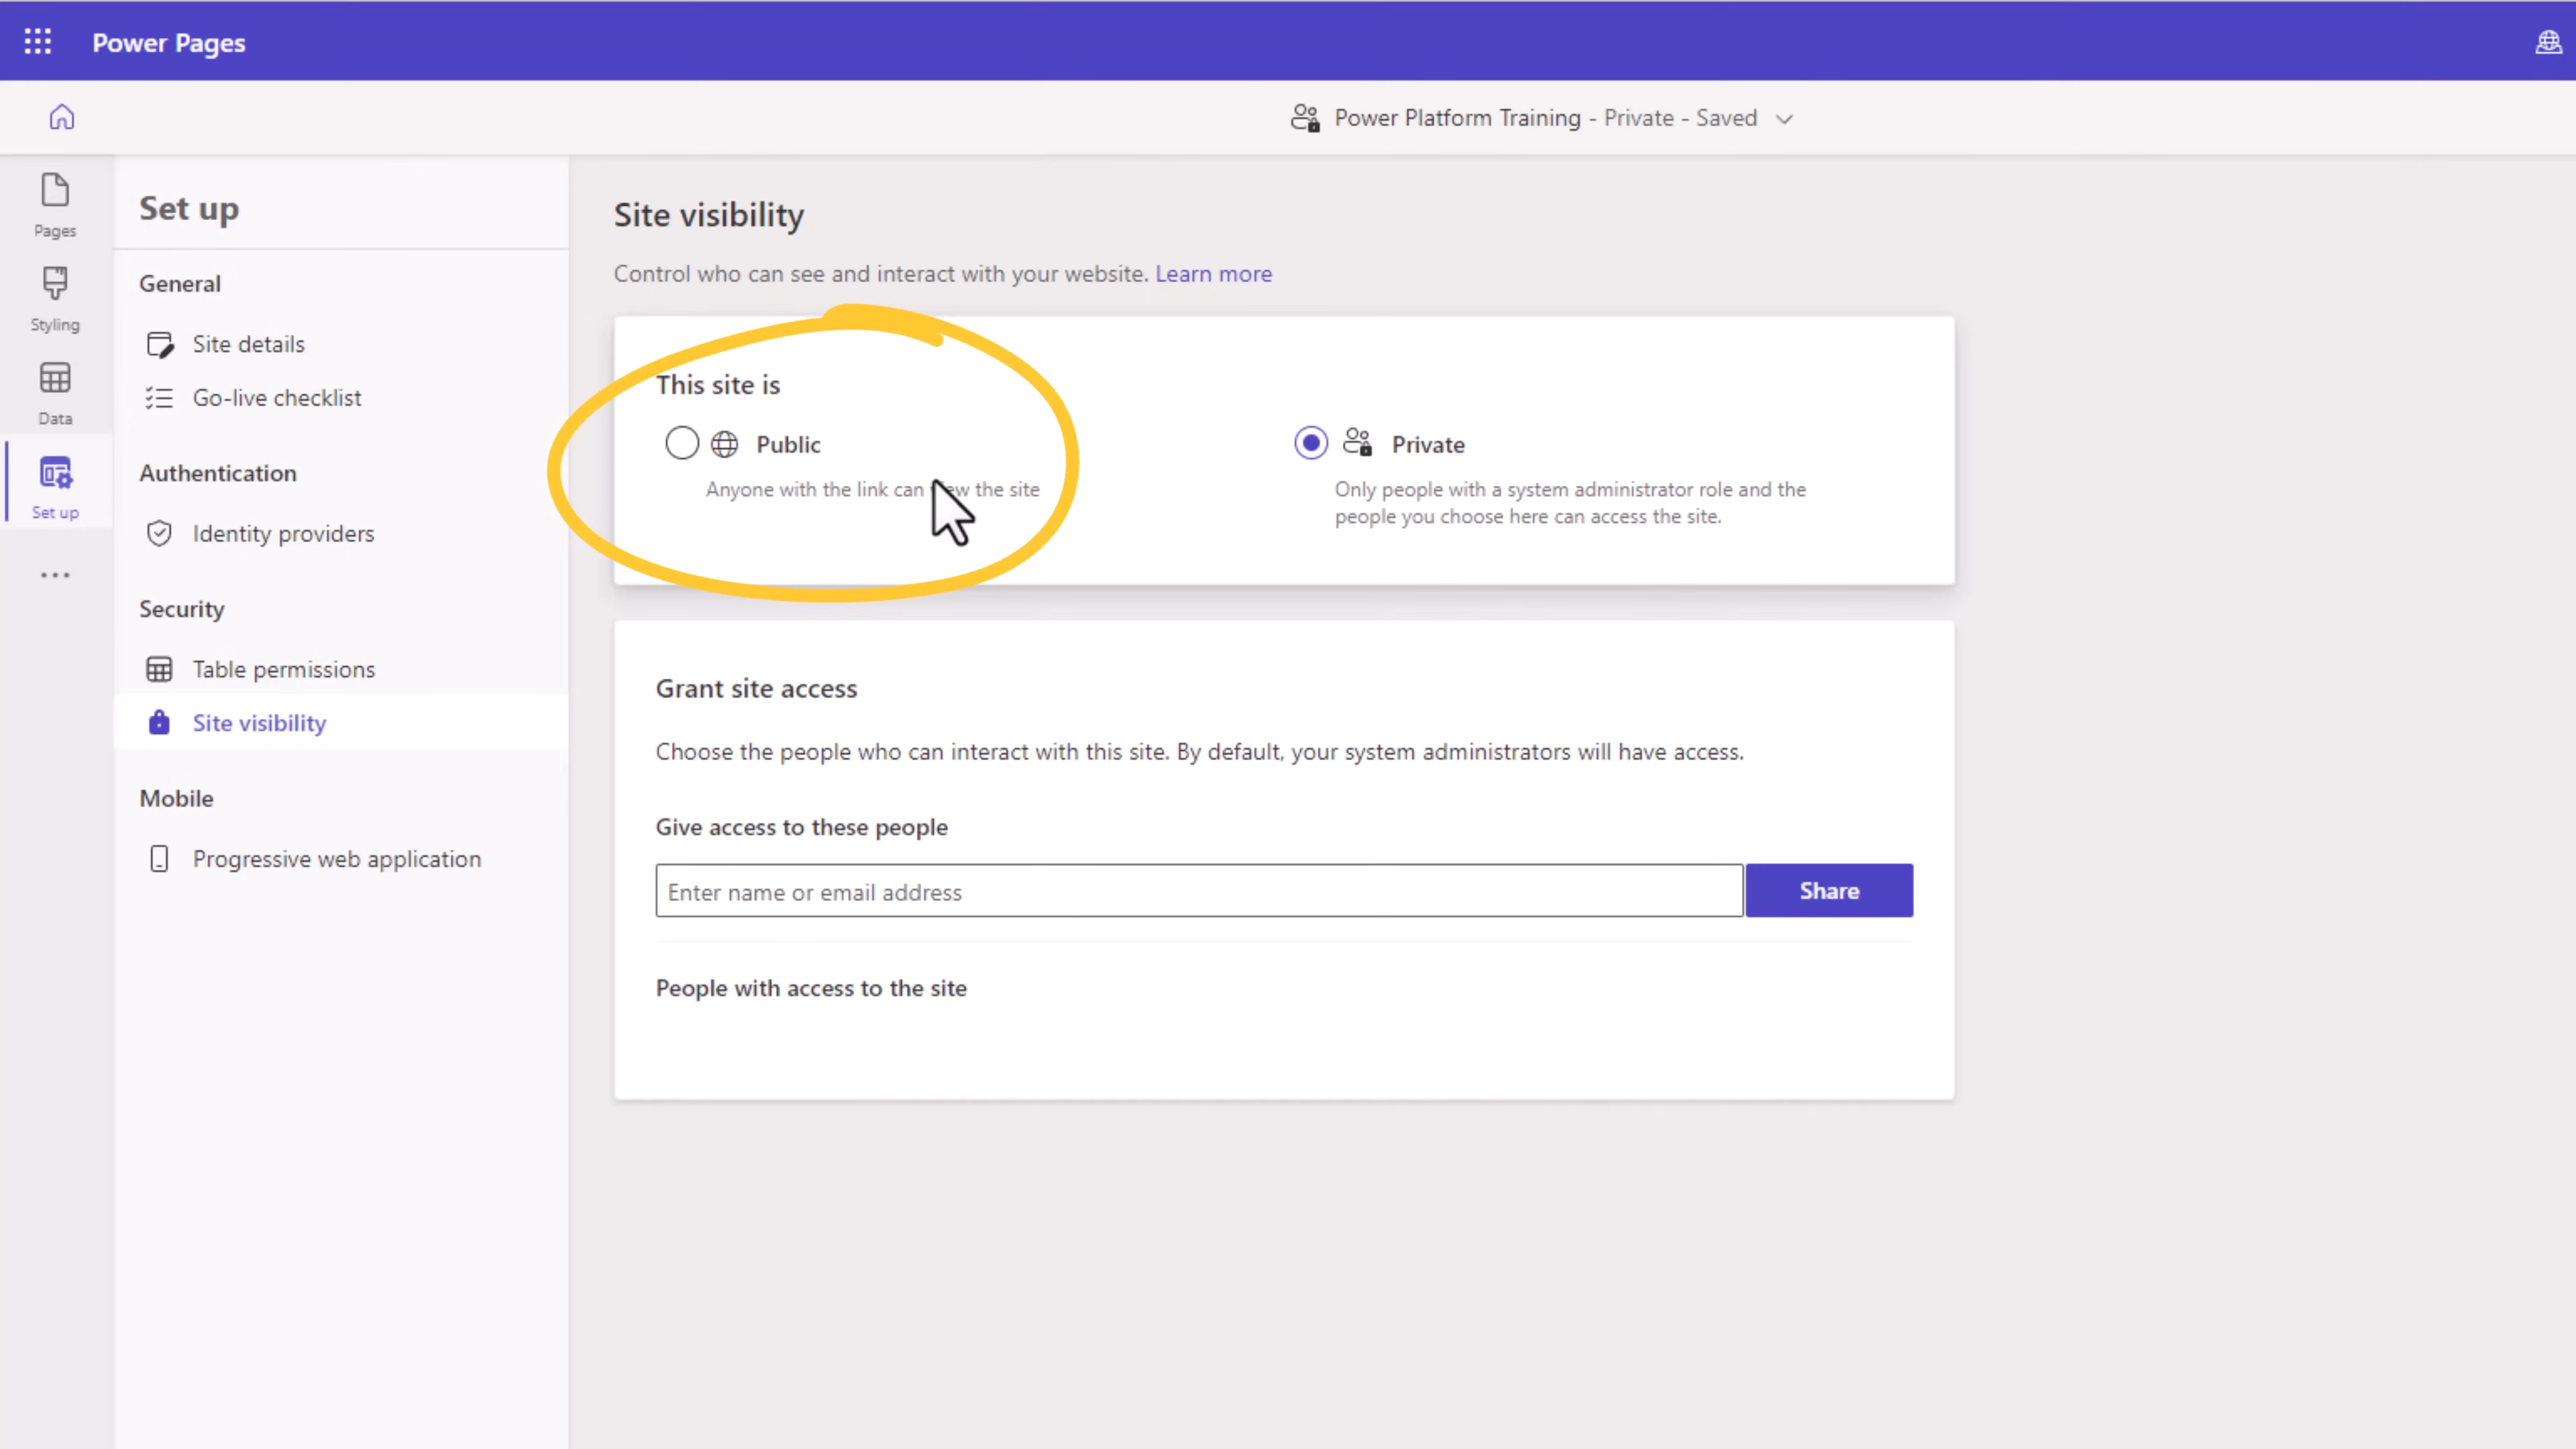 Power Pages
Power Platform Training - Private - Saved
Pages
Styling
Data
Set up
Set up
General
Site details
Go-live checklist
Authentication
Identity providers
Security
Table permissions
Site visibility
Mobile
Progressive web application
Site visibility
Control who can see and interact with your website. Learn more
This site is
Public
Anyone with the link can view the site
Private
Only people with a system administrator role and the
people you choose here can access the site.
Grant site access
Choose the people who can interact with this site. By default, your system administrators will have access.
Give access to these people
Enter name or email address
Share
People with access to the site